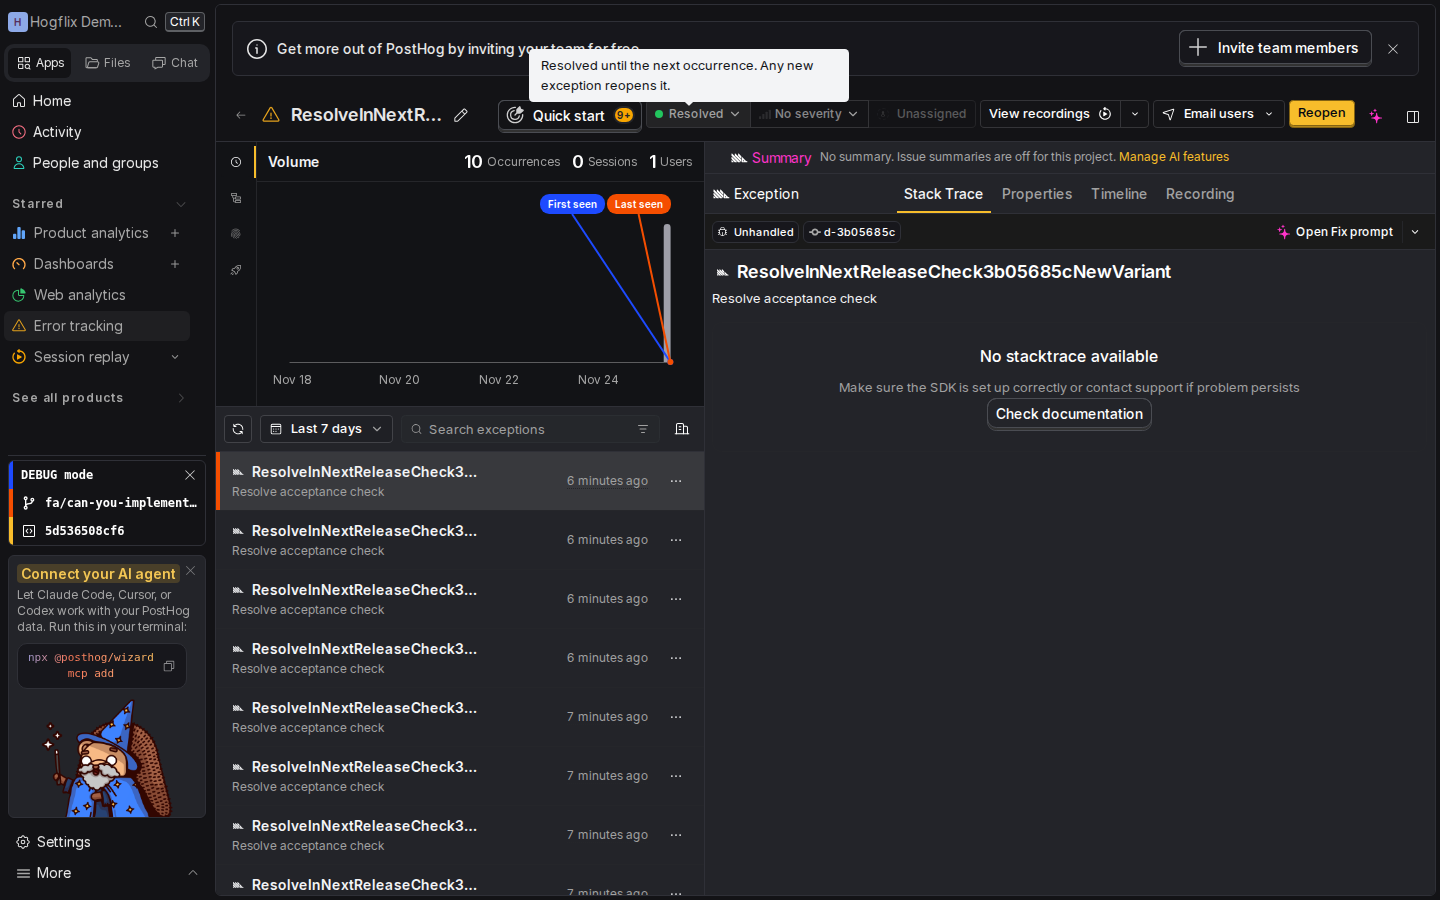 H Hogflix Dem... Ctrl K
Apps Files Chat
Home
Activity
People and groups
Starred
Product analytics
Dashboards
Web analytics
Error tracking
Session replay
See all products
DEBUG mode
fa/can-you-implement…
5d536508cf6
Connect your AI agent
Let Claude Code, Cursor, or
Codex work with your PostHog
data. Run this in your terminal:
npx @posthog/wizard
mcp add
Settings
More
Get more out of PostHog by inviting your team for free
Invite team members
Resolved until the next occurrence. Any new
exception reopens it.
ResolveInNextR...
Quick start 9+
Resolved
No severity
Unassigned
View recordings
Email users
Reopen
Volume
10 Occurrences 0 Sessions 1 Users
First seen Last seen
Nov 18 Nov 20 Nov 22 Nov 24
Last 7 days
Search exceptions
ResolveInNextReleaseCheck3...
Resolve acceptance check
6 minutes ago
ResolveInNextReleaseCheck3...
Resolve acceptance check
6 minutes ago
ResolveInNextReleaseCheck3...
Resolve acceptance check
6 minutes ago
ResolveInNextReleaseCheck3...
Resolve acceptance check
6 minutes ago
ResolveInNextReleaseCheck3...
Resolve acceptance check
7 minutes ago
ResolveInNextReleaseCheck3...
Resolve acceptance check
7 minutes ago
ResolveInNextReleaseCheck3...
Resolve acceptance check
7 minutes ago
ResolveInNextReleaseCheck3...
7 minutes ago
Summary No summary. Issue summaries are off for this project. Manage AI features
Exception
Stack Trace Properties Timeline Recording
Unhandled d-3b05685c
Open Fix prompt
ResolveInNextReleaseCheck3b05685cNewVariant
Resolve acceptance check
No stacktrace available
Make sure the SDK is set up correctly or contact support if problem persists
Check documentation